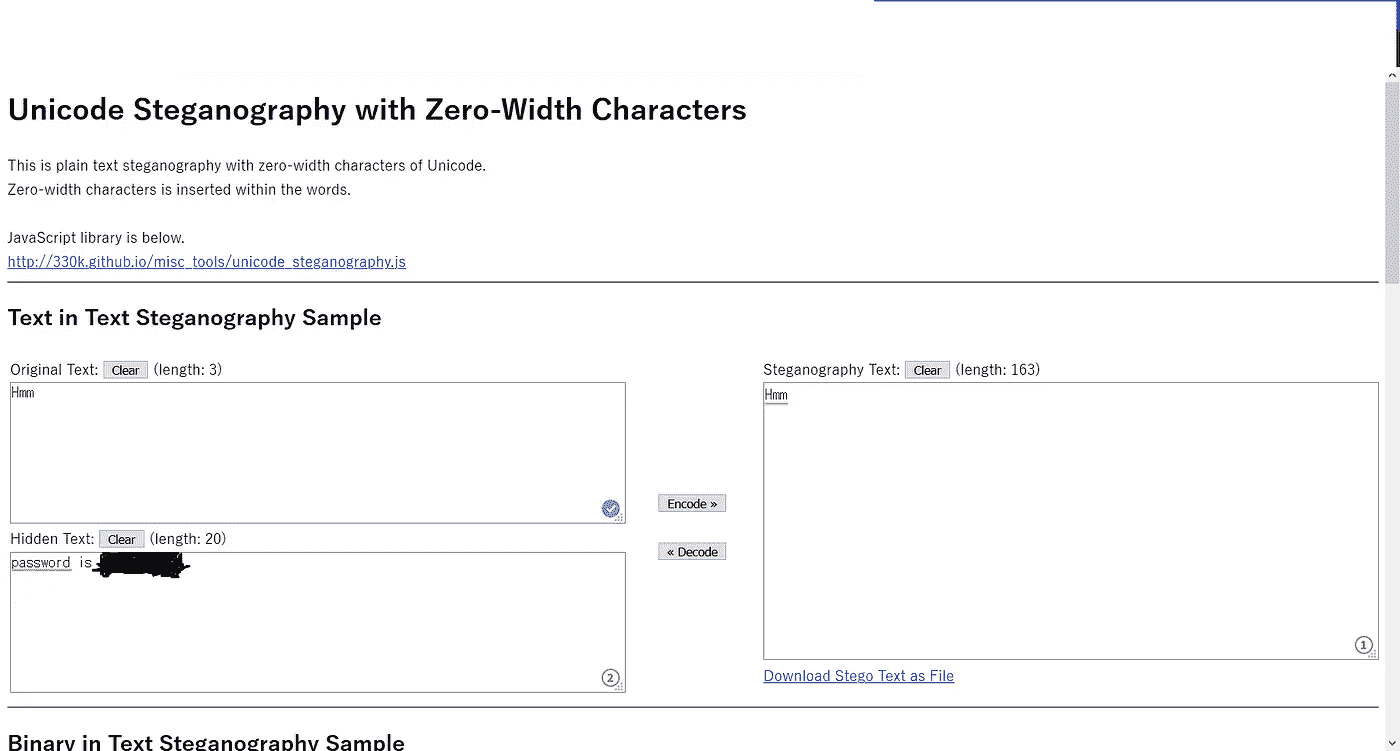 Unicode Steganography with Zero-Width Characters
This is plain text steganography with zero-width characters of Unicode.
Zero-width characters is inserted within the words.
JavaScript library is below.
http://330k.github.io/misc_tools/unicode_steganography.js
Text in Text Steganography Sample
Original Text: Clear (length: 3)
Hmm
Hidden Text: Clear (length: 20)
password is
2
Encode »
« Decode
Steganography Text: Clear (length: 163)
Hmm
1
Download Stego Text as File
Binary in Text Steganography Sample